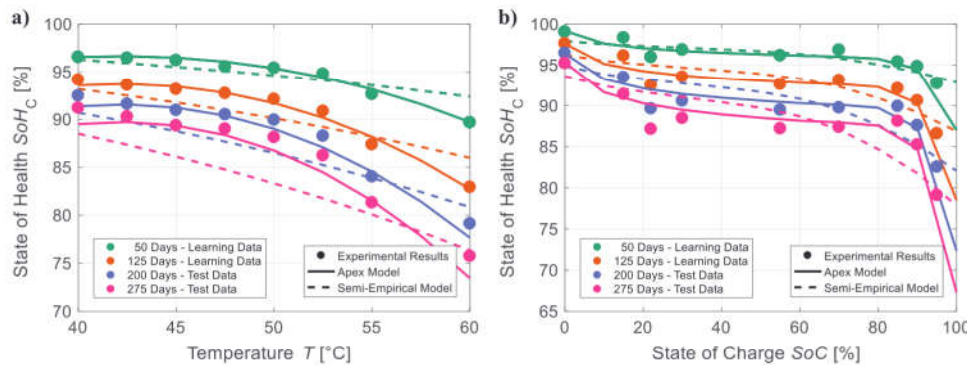 a)
State of Health SoH_C [%]
100
95
90
85
80
75
70
50 Days - Learning Data
125 Days - Learning Data
200 Days - Test Data
275 Days - Test Data
Experimental Results
Apex Model
Semi-Empirical Model
40 45 50 55 60
Temperature T [°C]
b)
State of Health SoH_C [%]
100
95
90
85
80
75
70
65
50 Days - Learning Data
125 Days - Learning Data
200 Days - Test Data
275 Days - Test Data
Experimental Results
Apex Model
Semi-Empirical Model
0 20 40 60 80 100
State of Charge SoC [%]